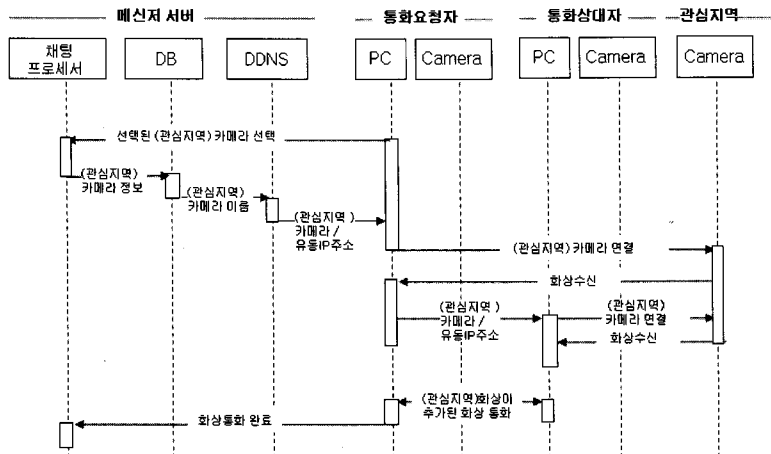 메신저 서버
통화요청자
통화상대자
관심지역
채팅
프로세서
DB
DDNS
PC
Camera
PC
Camera
Camera
선택된 (관심지역) 카메라 선택
(관심지역)
카메라 정보
(관심지역)
카메라 이름
(관심지역 )
카메라 /
유동IP주소
(관심지역) 카메라 연결
화상수신
(관심지역 )
카메라 /
유동IP주소
(관심지역)
카메라 연결
화상수신
(관심지역)화상이
추가된 화상 통화
화상통화 완료